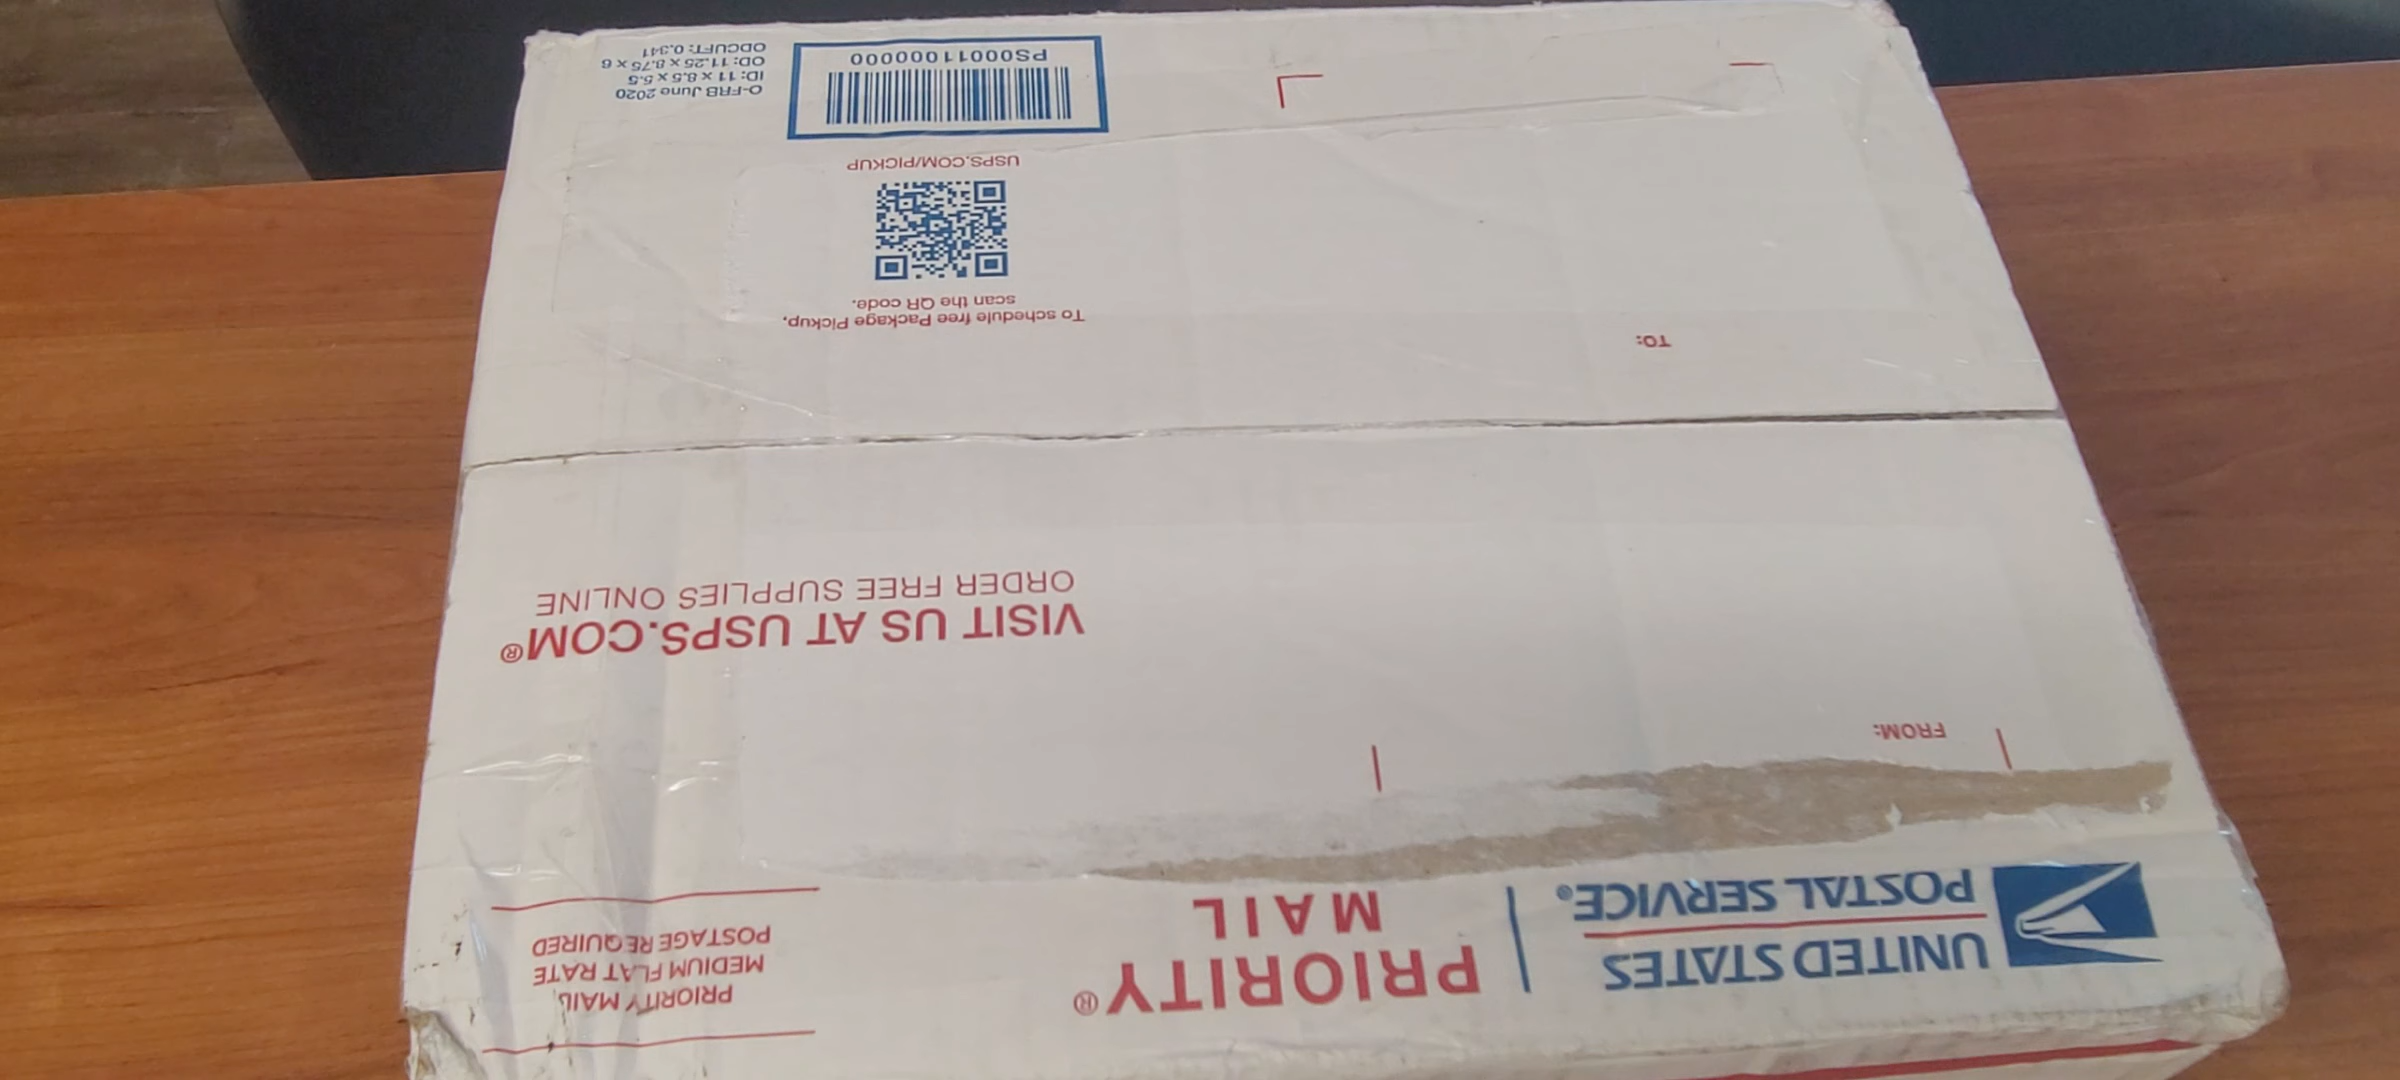 UNITED STATES
POSTAL SERVICE®
PRIORITY®
MAIL
PRIORITY MAIL
MEDIUM FLAT RATE
POSTAGE REQUIRED
FROM:
VISIT US AT USPS.COM®
ORDER FREE SUPPLIES ONLINE
TO:
To schedule free Package Pickup,
scan the QR code.
USPS.COM/PICKUP
PS00011000000
O-FRB June 2020
ID: 11 x 8.5 x 5.5
OD: 11.25 x 8.75 x 6
ODCUFT: 0.341